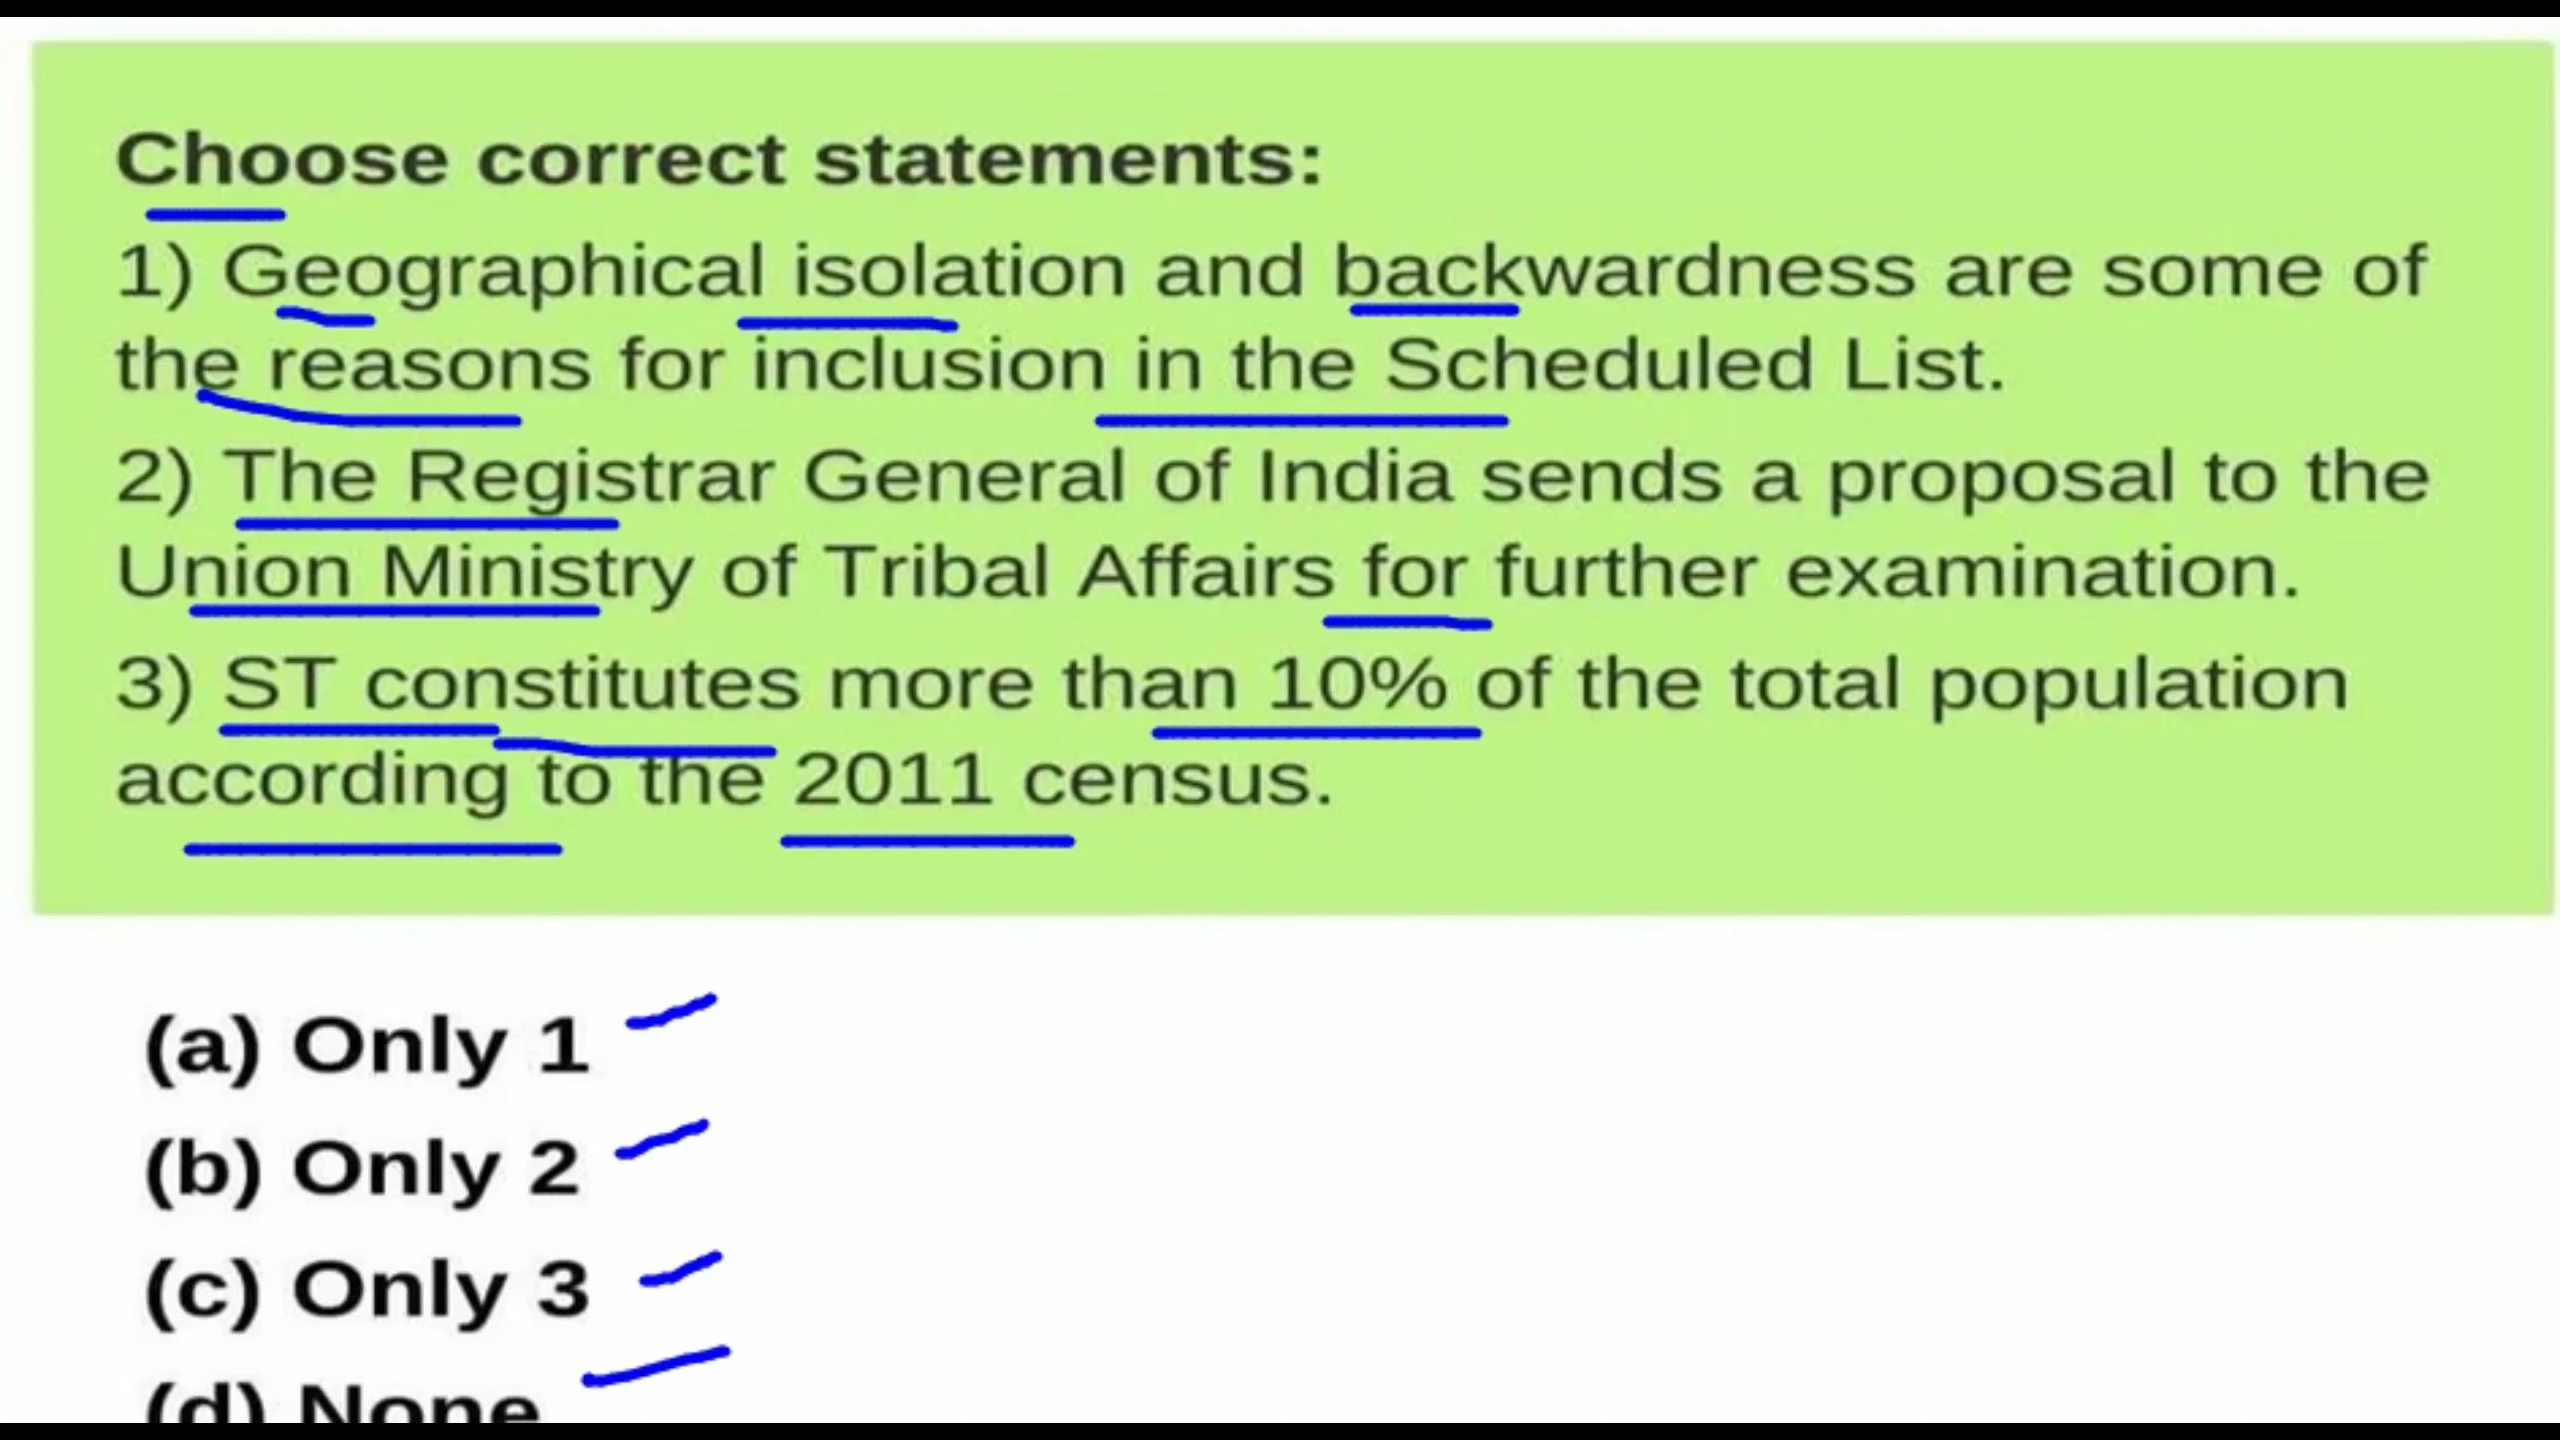 Choose correct statements:
1) Geographical isolation and backwardness are some of
the reasons for inclusion in the Scheduled List.
2) The Registrar General of India sends a proposal to the
Union Ministry of Tribal Affairs for further examination.
3) ST constitutes more than 10% of the total population
according to the 2011 census.
(a) Only 1
(b) Only 2
(c) Only 3
(d) None